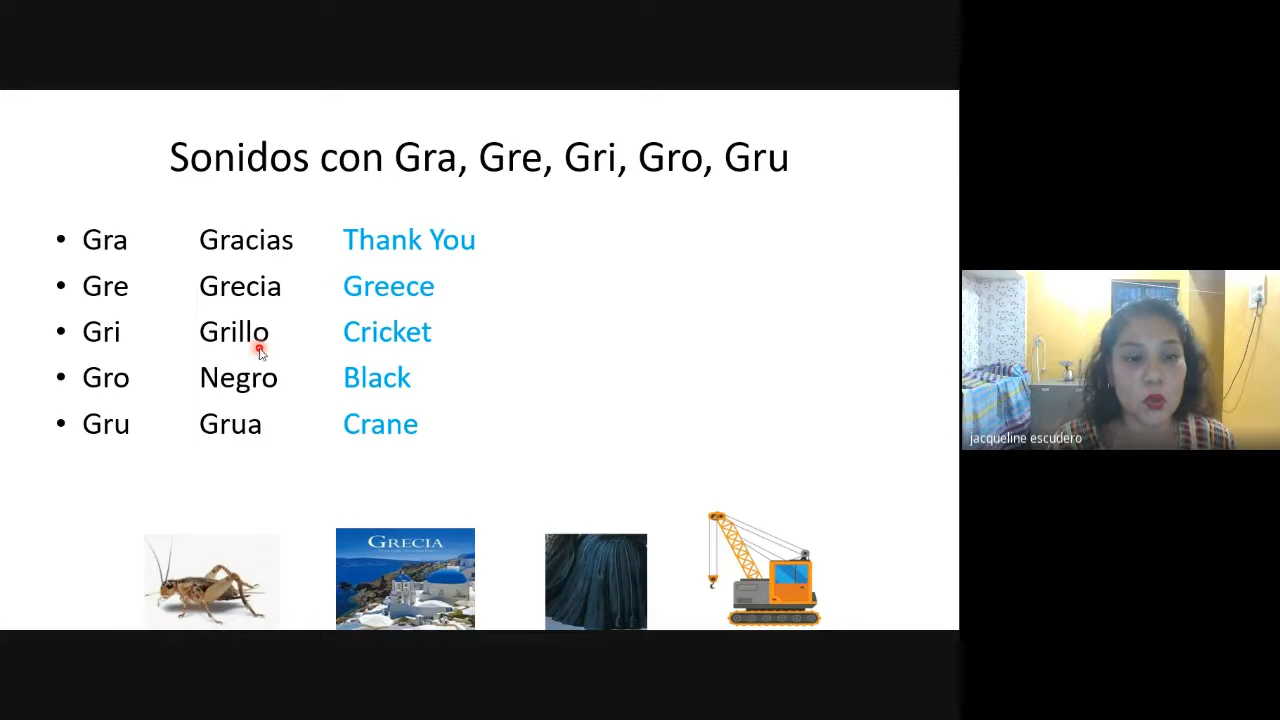 Sonidos con Gra, Gre, Gri, Gro, Gru
• Gra Gracias Thank You
• Gre Grecia Greece
• Gri Grillo Cricket
• Gro Negro Black
• Gru Grua Crane
GRECIA
jacqueline escudero